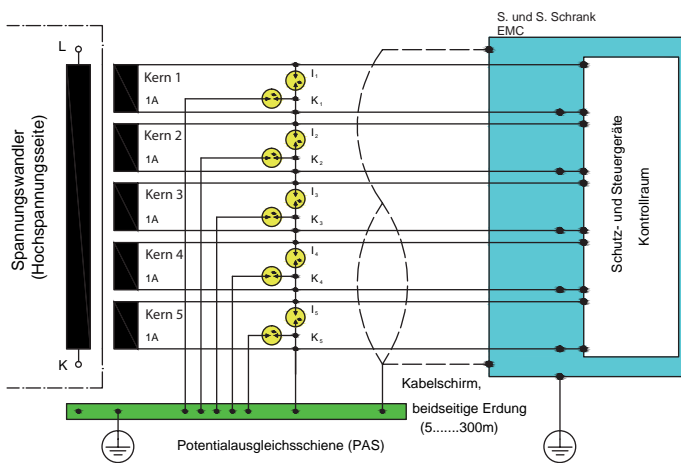 S. und S. Schrank
EMC
L
Spannungswandler
(Hochspannungsseite)
K
Kern 1
1A
I₁
K₁
Kern 2
1A
I₂
K₂
Kern 3
1A
I₃
K₃
Kern 4
1A
I₄
K₄
Kern 5
1A
I₅
K₅
Schutz- und Steuergeräte
Kontrollraum
Kabelschirm,
beidseitige Erdung
(5.......300m)
Potentialausgleichsschiene (PAS)